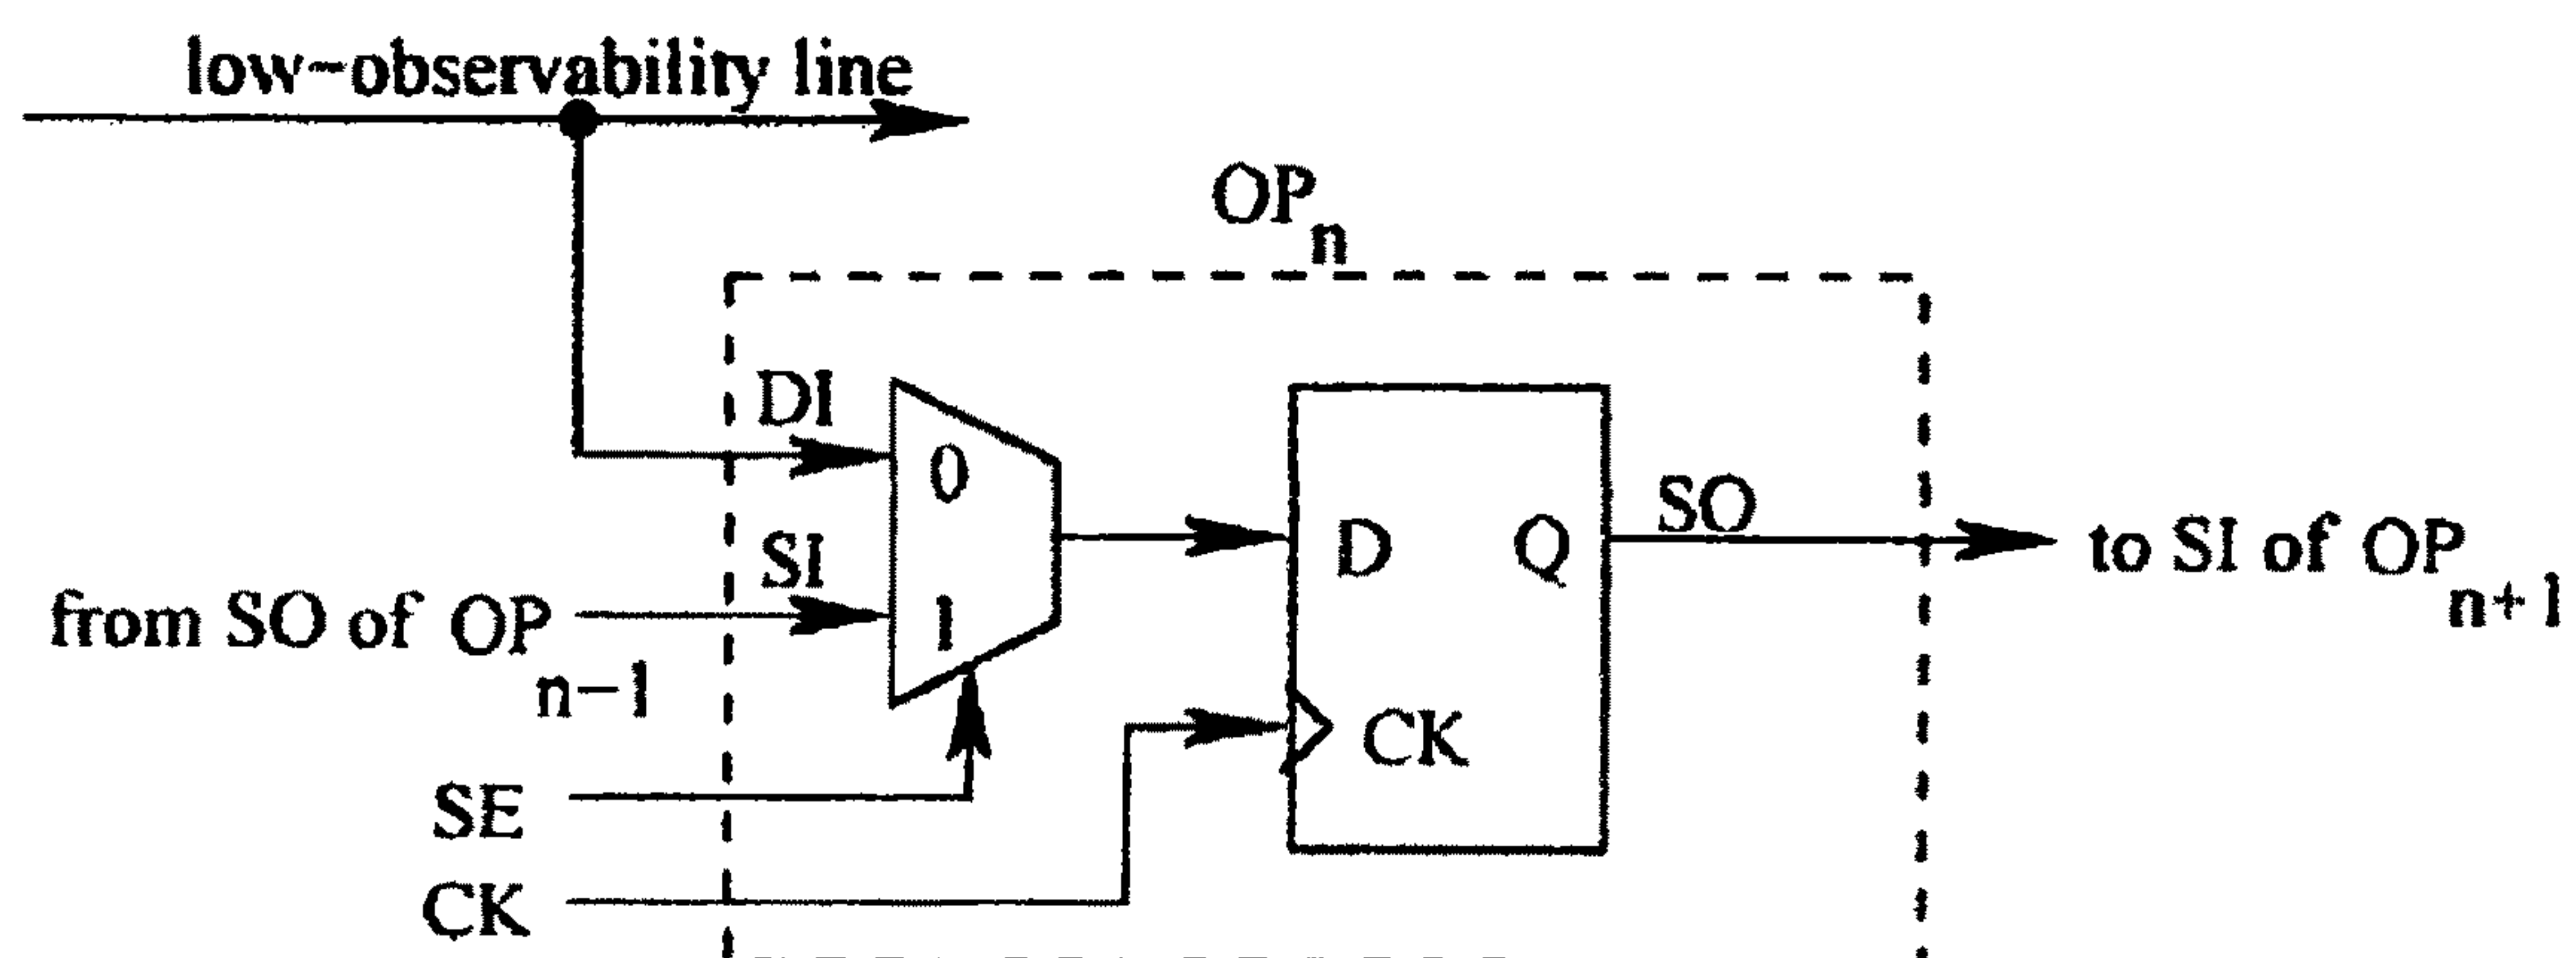 low-observability line
OPn
DI
0
SI
1
from SO of OPn-1
D
Q
SO
to SI of OPn+1
CK
SE
CK